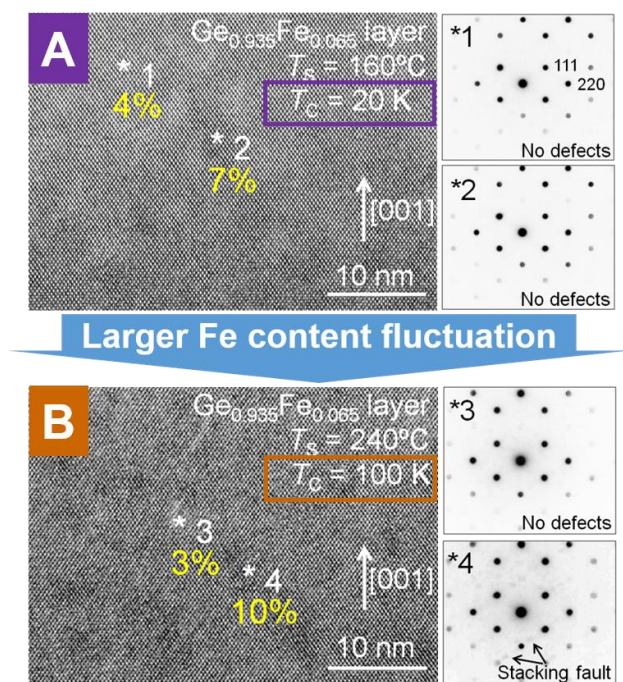 A
Ge0.935Fe0.065 layer
TS = 160ºC
TC = 20 K
* 1
4%
* 2
7%
[001]
10 nm
*1
111
220
No defects
*2
No defects
Larger Fe content fluctuation
B
Ge0.935Fe0.065 layer
TS = 240ºC
TC = 100 K
* 3
3%
* 4
10%
[001]
10 nm
*3
No defects
*4
Stacking fault